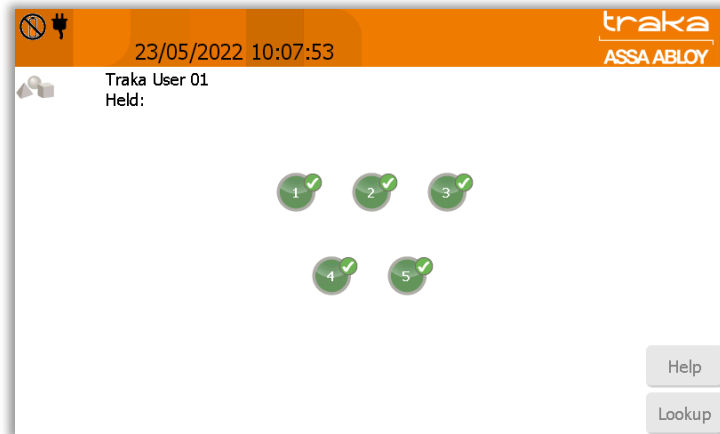 traka
23/05/2022 10:07:53
ASSA ABLOY
Traka User 01
Held:
1 2 3
4 5
Help
Lookup